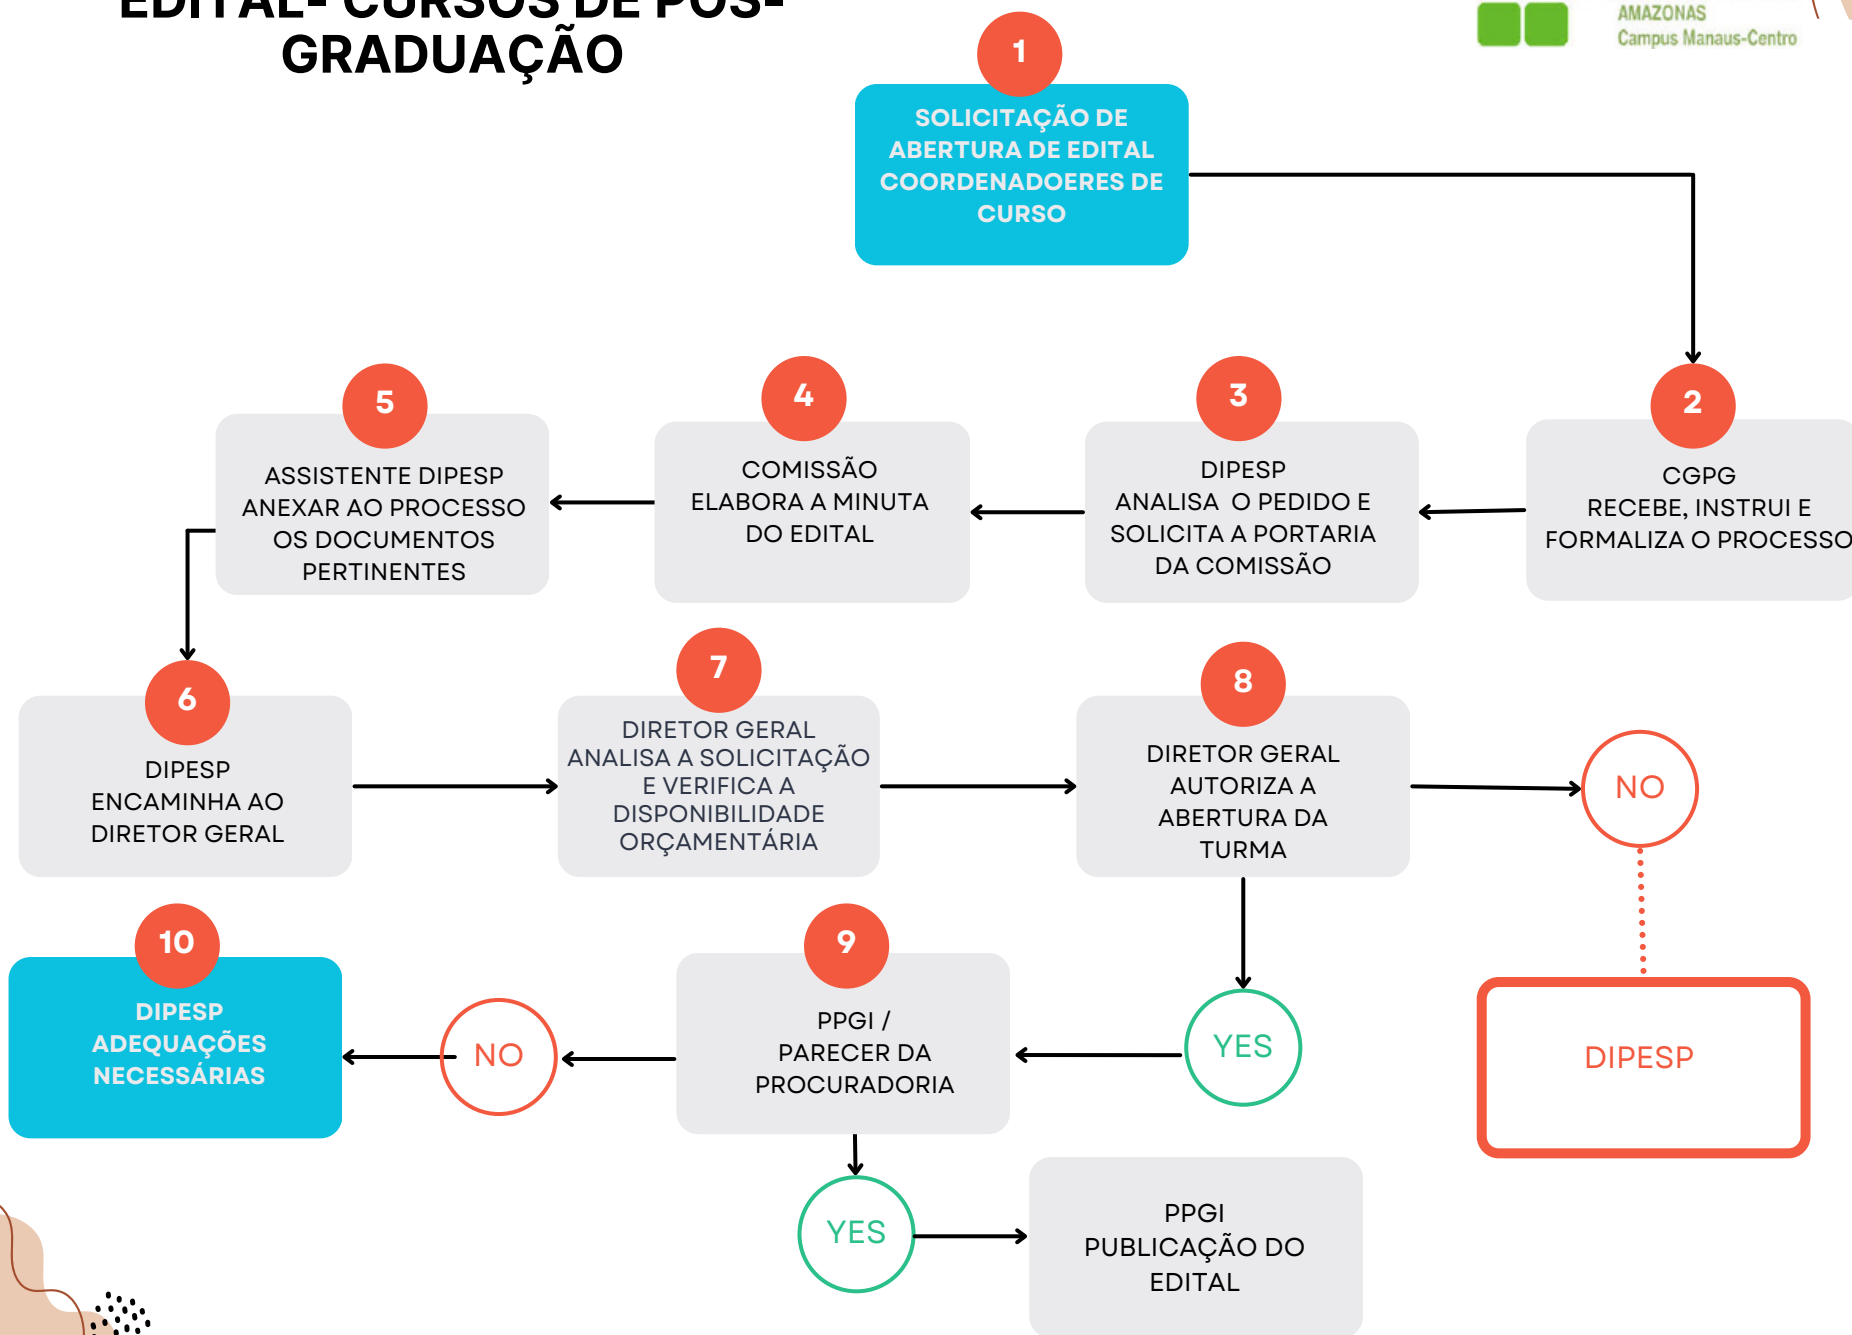 EDITAL- CURSOS DE PÓS-
GRADUAÇÃO
AMAZONAS
Campus Manaus-Centro
1
SOLICITAÇÃO DE
ABERTURA DE EDITAL
COORDENADOERES DE
CURSO
2
CGPG
RECEBE, INSTRUI E
FORMALIZA O PROCESSO
3
DIPESP
ANALISA O PEDIDO E
SOLICITA A PORTARIA
DA COMISSÃO
4
COMISSÃO
ELABORA A MINUTA
DO EDITAL
5
ASSISTENTE DIPESP
ANEXAR AO PROCESSO
OS DOCUMENTOS
PERTINENTES
6
DIPESP
ENCAMINHA AO
DIRETOR GERAL
7
DIRETOR GERAL
ANALISA A SOLICITAÇÃO
E VERIFICA A
DISPONIBILIDADE
ORÇAMENTÁRIA
8
DIRETOR GERAL
AUTORIZA A
ABERTURA DA
TURMA
NO
DIPESP
YES
9
PPGI /
PARECER DA
PROCURADORIA
NO
10
DIPESP
ADEQUAÇÕES
NECESSÁRIAS
YES
PPGI
PUBLICAÇÃO DO
EDITAL